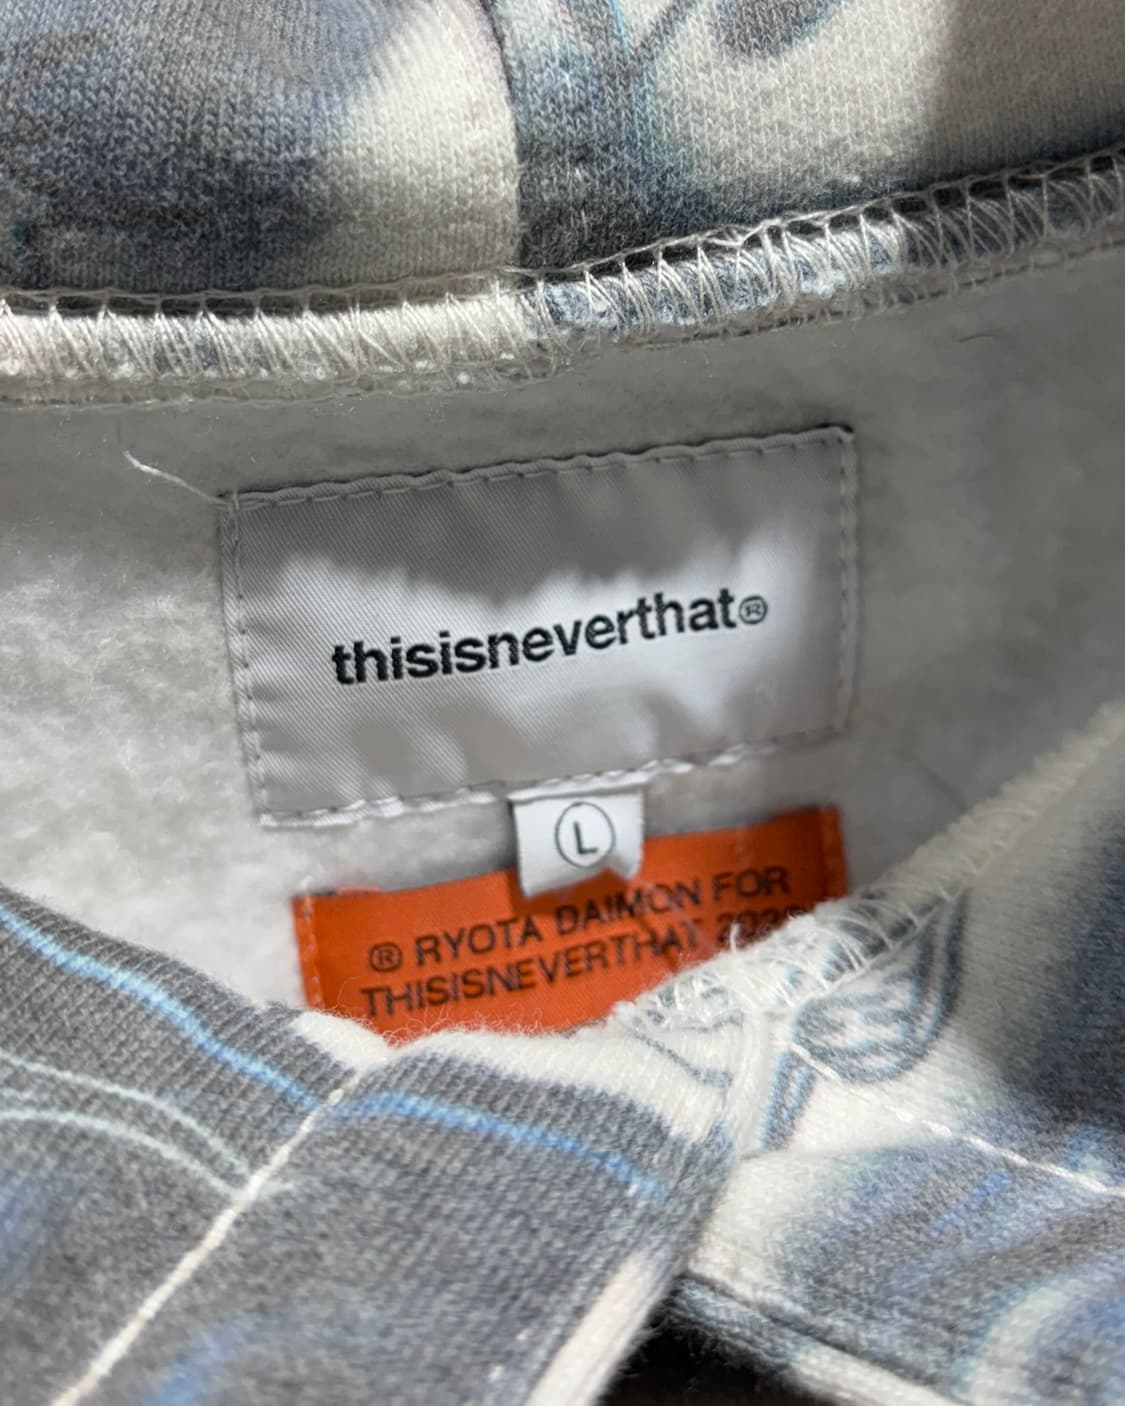 thisisneverthat®
L
® RYOTA DAIMON FOR
THISISNEVERTHAT